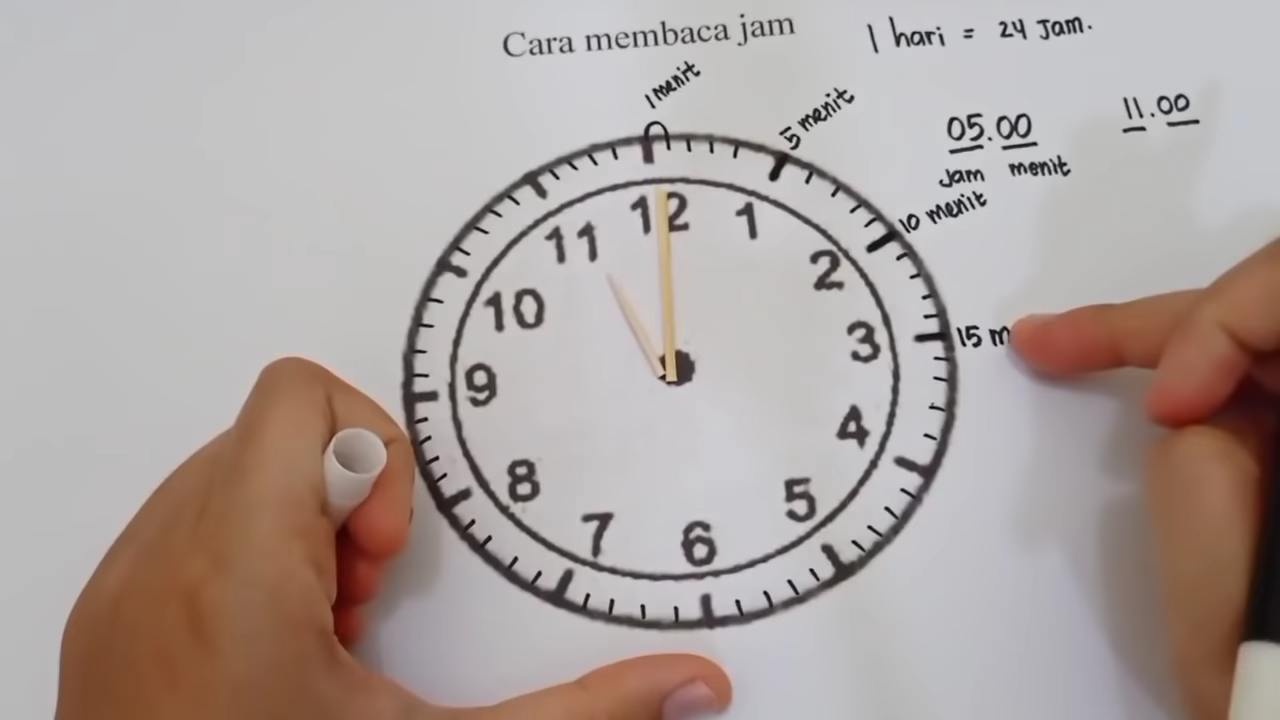 Cara membaca jam
1 hari = 24 Jam.
1 menit
5 menit
05.00
11.00
Jam menit
10 menit
15
12
1
2
3
4
5
6
7
8
9
10
11